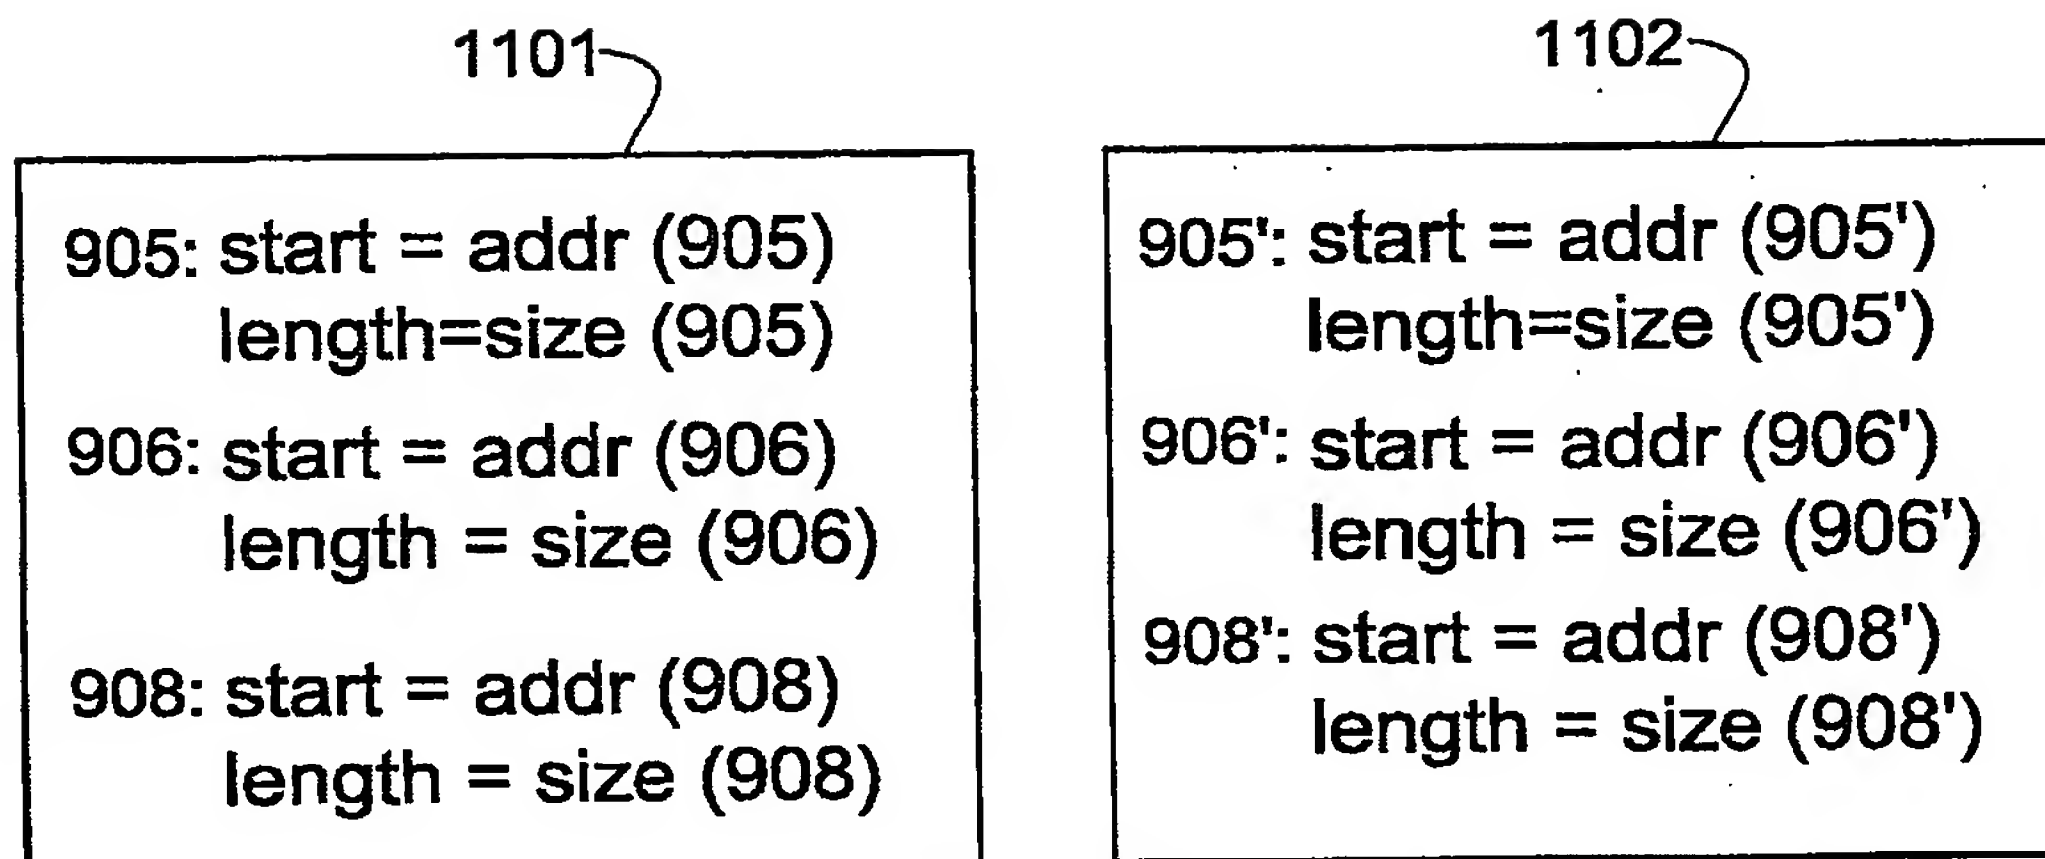 1101
905: start = addr (905)
length=size (905)
906: start = addr (906)
length = size (906)
908: start = addr (908)
length = size (908)
1102
905': start = addr (905')
length=size (905')
906': start = addr (906')
length = size (906')
908': start = addr (908')
length = size (908')